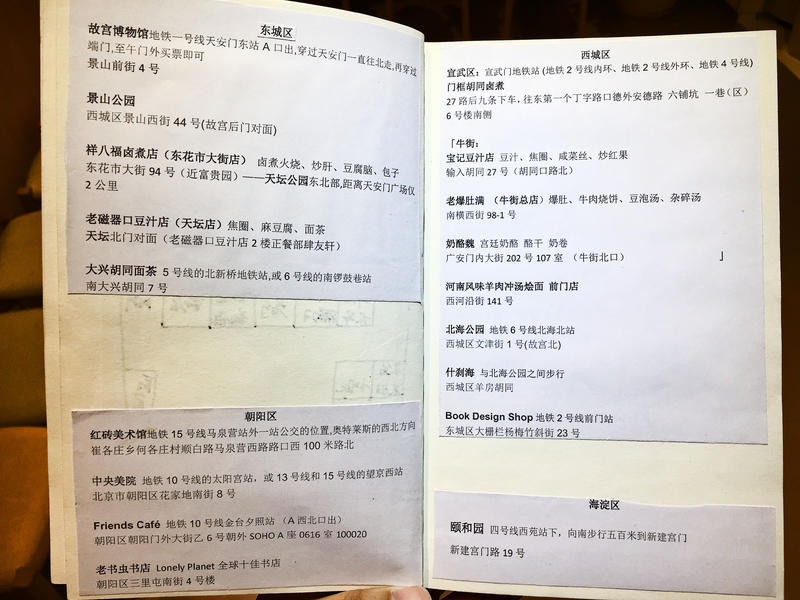 东城区
故宫博物馆地铁一号线天安门东站 A 口出,穿过天安门一直往北走,再穿过
端门,至午门外买票即可
景山前街 4 号
景山公园
西城区景山西街 44 号(故宫后门对面)
祥八福卤煮店（东花市大街店） 卤煮火烧、炒肝、豆腐脑、包子
东花市大街 94 号（近富贵园）——天坛公园东北部,距离天安门广场仅
2 公里
老磁器口豆汁店（天坛店）焦圈、麻豆腐、面茶
天坛北门对面（老磁器口豆汁店 2 楼正餐部肆友轩）
大兴胡同面茶 5 号线的北新桥地铁站,或 6 号线的南锣鼓巷站
南大兴胡同 7 号
朝阳区
红砖美术馆地铁 15 号线马泉营站外一站公交的位置,奥特莱斯的西北方向
崔各庄乡何各庄村顺白路马泉营西路路口西 100 米路北
中央美院 地铁 10 号线的太阳宫站，或 13 号线和 15 号线的望京西站
北京市朝阳区花家地南街 8 号
Friends Café 地铁 10 号线金台夕照站 （A 西北口出）
朝阳区朝阳门外大街乙 6 号朝外 SOHO A 座 0616 室 100020
老书虫书店 Lonely Planet 全球十佳书店
朝阳区三里屯南街 4 号楼
西城区
宣武区：宣武门地铁站 (地铁 2 号线内环、地铁 2 号线外环、地铁 4 号线)
门框胡同卤煮
27 路后九条下车，往东第一个丁字路口德外安德路 六铺坑 一巷（区）
6 号楼南侧
「牛街:
宝记豆汁店 豆汁、焦圈、咸菜丝、炒红果
输入胡同 27 号（胡同口路北）
老爆肚满 （牛街总店）爆肚、牛肉烧饼、豆泡汤、杂碎汤
南横西街 98-1 号
奶酪魏 宫廷奶酪 酪干 奶卷
广安门内大街 202 号 107 室 （牛街北口） 」
河南风味羊肉冲汤烩面 前门店
西河沿街 141 号
北海公园 地铁 6 号线北海北站
西城区文津街 1 号(故宫北)
什刹海 与北海公园之间步行
西城区羊房胡同
Book Design Shop 地铁 2 号线前门站
东城区大栅栏杨梅竹斜街 23 号
海淀区
颐和园 四号线西苑站下，向南步行五百米到新建宫门
新建宫门路 19 号